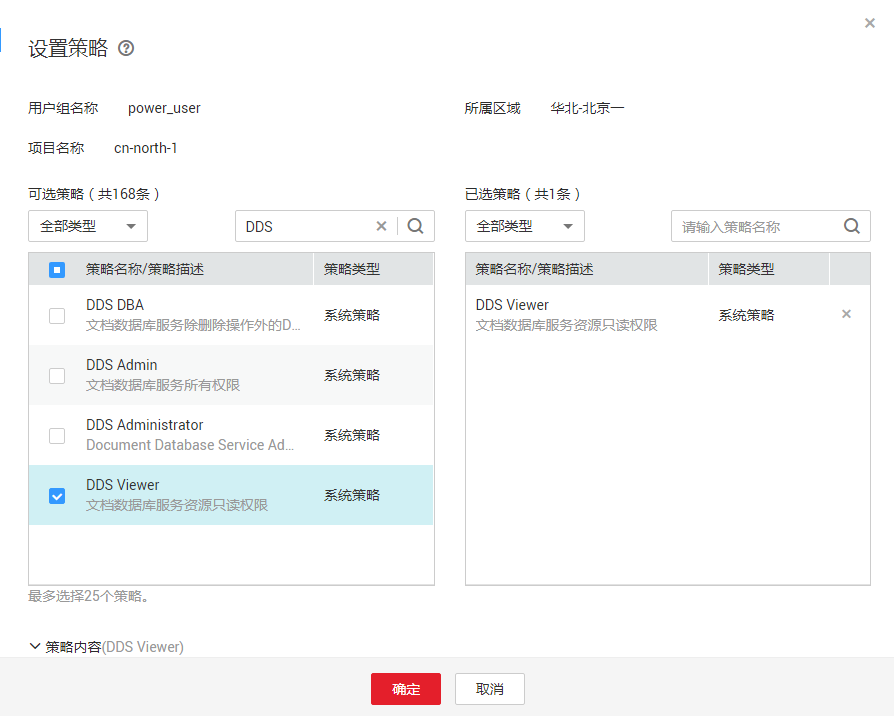 设置策略
用户组名称 power_user 所属区域 华北-北京一
项目名称 cn-north-1
可选策略（共168条） 已选策略（共1条）
全部类型 DDS 全部类型 请输入策略名称
策略名称/策略描述 策略类型 策略名称/策略描述 策略类型
DDS DBA
文档数据库服务除删除操作外的D...
系统策略
DDS Viewer
文档数据库服务资源只读权限
系统策略
DDS Admin
文档数据库服务所有权限
系统策略
DDS Administrator
Document Database Service Ad...
系统策略
DDS Viewer
文档数据库服务资源只读权限
系统策略
最多选择25个策略。
策略内容(DDS Viewer)
确定 取消